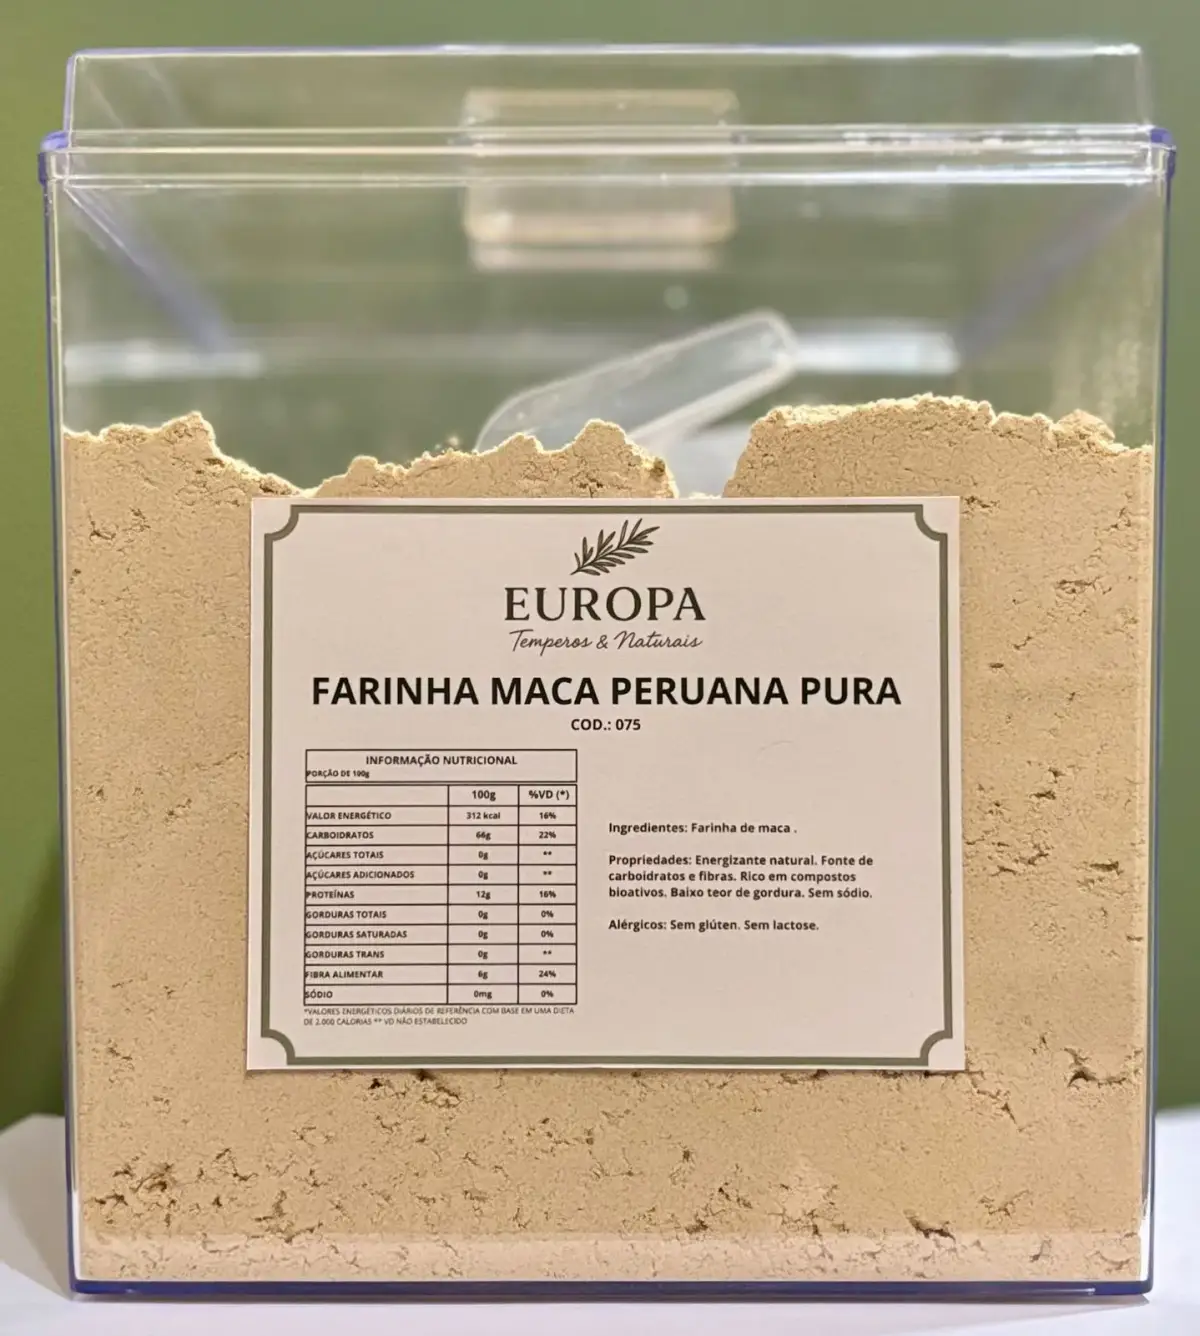 EUROPA
Temperos & Naturais
FARINHA MACA PERUANA PURA
COD.: 075
INFORMAÇÃO NUTRICIONAL
PORÇÃO DE 100g
100g %VD (*)
VALOR ENERGÉTICO 312 kcal 16%
CARBOIDRATOS 66g 22%
AÇÚCARES TOTAIS 0g **
AÇÚCARES ADICIONADOS 0g **
PROTEÍNAS 12g 16%
GORDURAS TOTAIS 0g 0%
GORDURAS SATURADAS 0g 0%
GORDURAS TRANS 0g **
FIBRA ALIMENTAR 6g 24%
SÓDIO 0mg 0%
*VALORES ENERGÉTICOS DIÁRIOS DE REFERÊNCIA COM BASE EM UMA DIETA
DE 2.000 CALORIAS ** VD NÃO ESTABELECIDO
Ingredientes: Farinha de maca .
Propriedades: Energizante natural. Fonte de
carboidratos e fibras. Rico em compostos
bioativos. Baixo teor de gordura. Sem sódio.
Alérgicos: Sem glúten. Sem lactose.